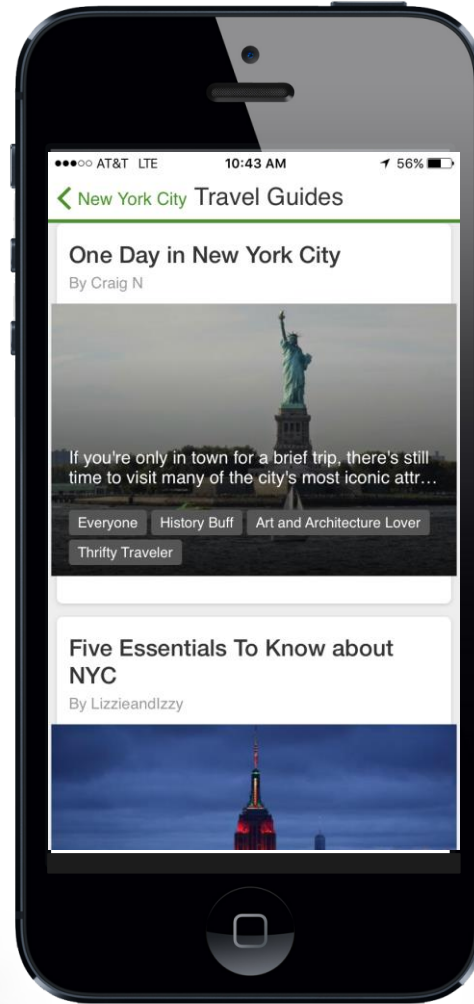 ●●●○○ AT&T LTE 10:43 AM 56%
New York City Travel Guides
One Day in New York City
By Craig N
If you're only in town for a brief trip, there's still
time to visit many of the city's most iconic attr...
Everyone History Buff Art and Architecture Lover
Thrifty Traveler
Five Essentials To Know about
NYC
By LizzieandIzzy